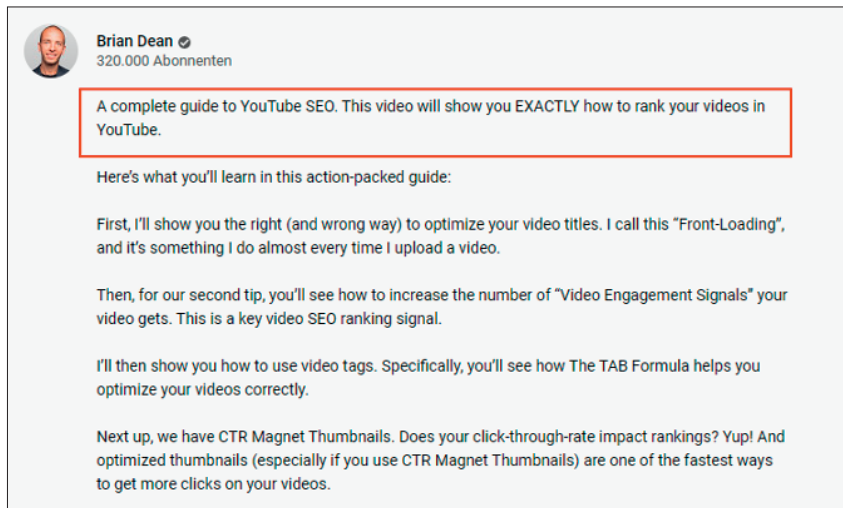 Brian Dean
320.000 Abonnenten
A complete guide to YouTube SEO. This video will show you EXACTLY how to rank your videos in
YouTube.
Here's what you'll learn in this action-packed guide:
First, I'll show you the right (and wrong way) to optimize your video titles. I call this “Front-Loading”,
and it's something I do almost every time I upload a video.
Then, for our second tip, you'll see how to increase the number of “Video Engagement Signals” your
video gets. This is a key video SEO ranking signal.
I'll then show you how to use video tags. Specifically, you'll see how The TAB Formula helps you
optimize your videos correctly.
Next up, we have CTR Magnet Thumbnails. Does your click-through-rate impact rankings? Yup! And
optimized thumbnails (especially if you use CTR Magnet Thumbnails) are one of the fastest ways
to get more clicks on your videos.